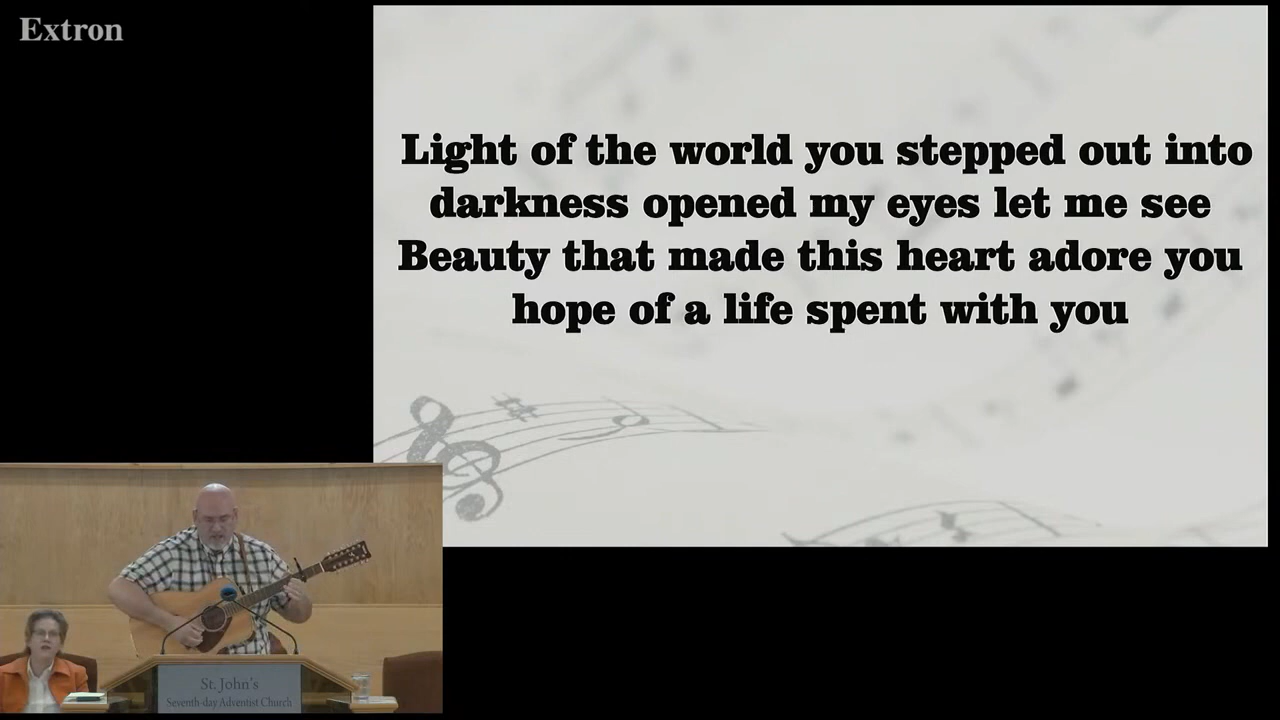 Extron
Light of the world you stepped out into
darkness opened my eyes let me see
Beauty that made this heart adore you
hope of a life spent with you
St. John's
Seventh-day Adventist Church